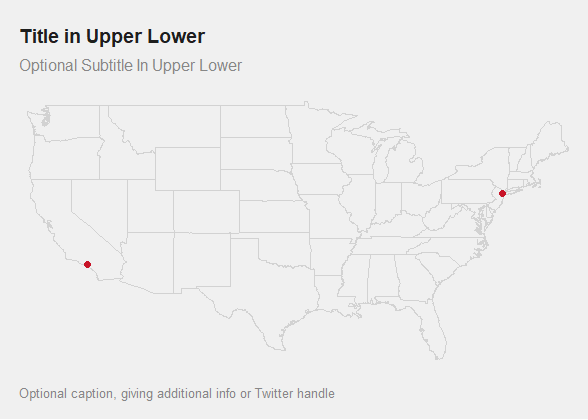 Title in Upper Lower
Optional Subtitle In Upper Lower
Optional caption, giving additional info or Twitter handle